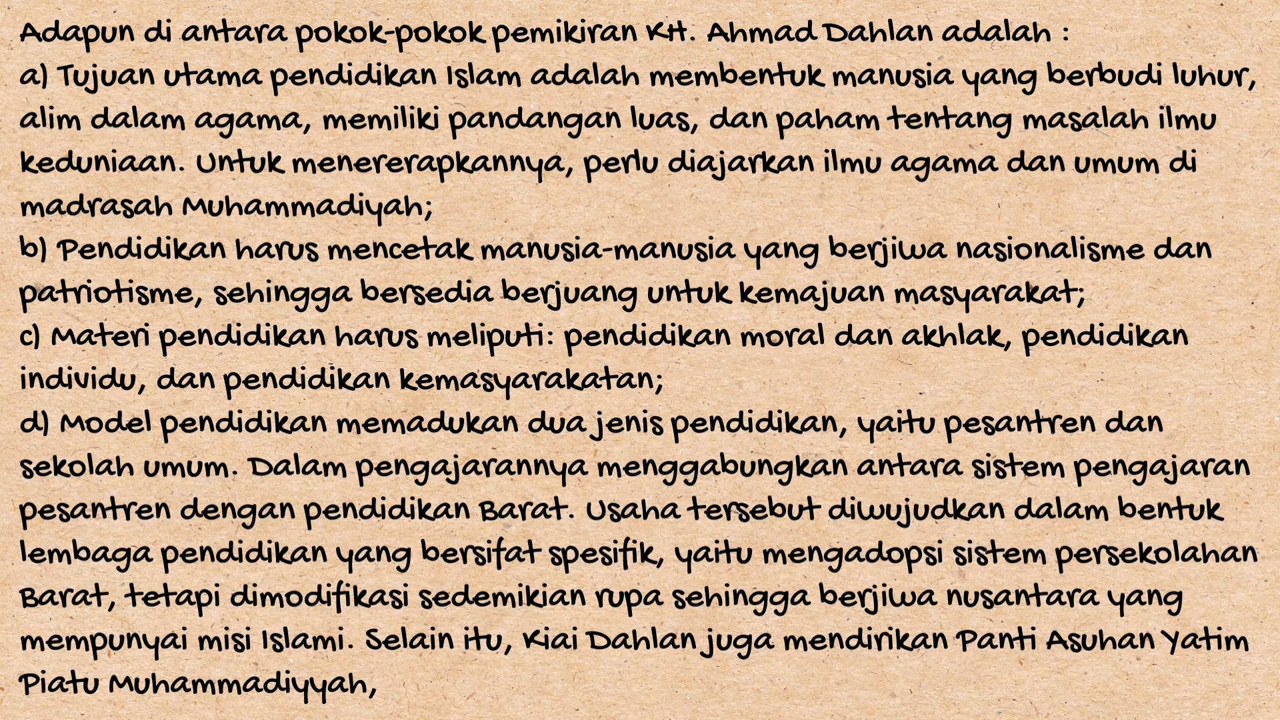 Adapun di antara pokok-pokok pemikiran KH. Ahmad Dahlan adalah :
a) Tujuan utama pendidikan Islam adalah membentuk manusia yang berbudi luhur,
alim dalam agama, memiliki pandangan luas, dan paham tentang masalah ilmu
keduniaan. Untuk menererapkannya, perlu diajarkan ilmu agama dan umum di
madrasah Muhammadiyah;
b) Pendidikan harus mencetak manusia-manusia yang berjiwa nasionalisme dan
patriotisme, sehingga bersedia berjuang untuk kemajuan masyarakat;
c) Materi pendidikan harus meliputi: pendidikan moral dan akhlak, pendidikan
individu, dan pendidikan kemasyarakatan;
d) Model pendidikan memadukan dua jenis pendidikan, yaitu pesantren dan
sekolah umum. Dalam pengajarannya menggabungkan antara sistem pengajaran
pesantren dengan pendidikan Barat. Usaha tersebut diwujudkan dalam bentuk
lembaga pendidikan yang bersifat spesifik, yaitu mengadopsi sistem persekolahan
Barat, tetapi dimodifikasi sedemikian rupa sehingga berjiwa nusantara yang
mempunyai misi Islami. Selain itu, Kiai Dahlan juga mendirikan Panti Asuhan Yatim
Piatu Muhammadiyyah,